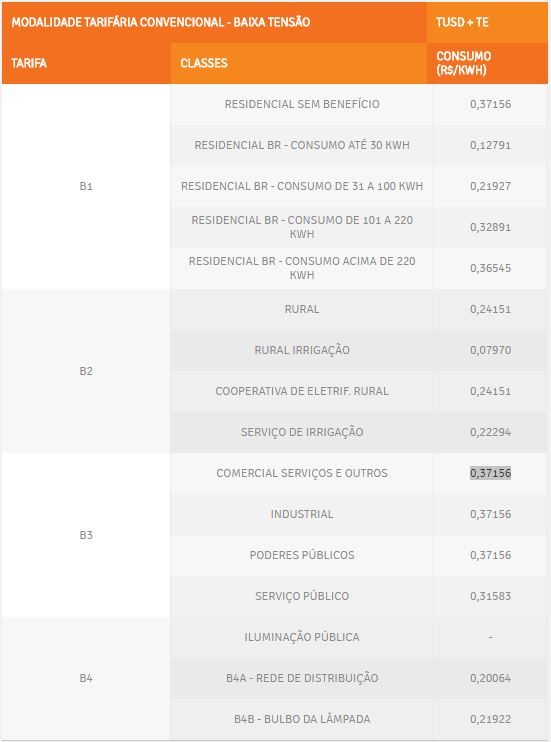 MODALIDADE TARIFÁRIA CONVENCIONAL - BAIXA TENSÃO TUSD + TE
TARIFA CLASSES CONSUMO
(R$/KWH)
RESIDENCIAL SEM BENEFÍCIO 0,37156
RESIDENCIAL BR - CONSUMO ATÉ 30 KWH 0,12791
B1 RESIDENCIAL BR - CONSUMO DE 31 A 100 KWH 0,21927
RESIDENCIAL BR - CONSUMO DE 101 A 220
KWH 0,32891
RESIDENCIAL BR - CONSUMO ACIMA DE 220
KWH 0,36545
RURAL 0,24151
B2 RURAL IRRIGAÇÃO 0,07970
COOPERATIVA DE ELETRIF. RURAL 0,24151
SERVIÇO DE IRRIGAÇÃO 0,22294
COMERCIAL SERVIÇOS E OUTROS 0,37156
B3 INDUSTRIAL 0,37156
PODERES PÚBLICOS 0,37156
SERVIÇO PÚBLICO 0,31583
ILUMINAÇÃO PÚBLICA -
B4 B4A - REDE DE DISTRIBUIÇÃO 0,20064
B4B - BULBO DA LÂMPADA 0,21922